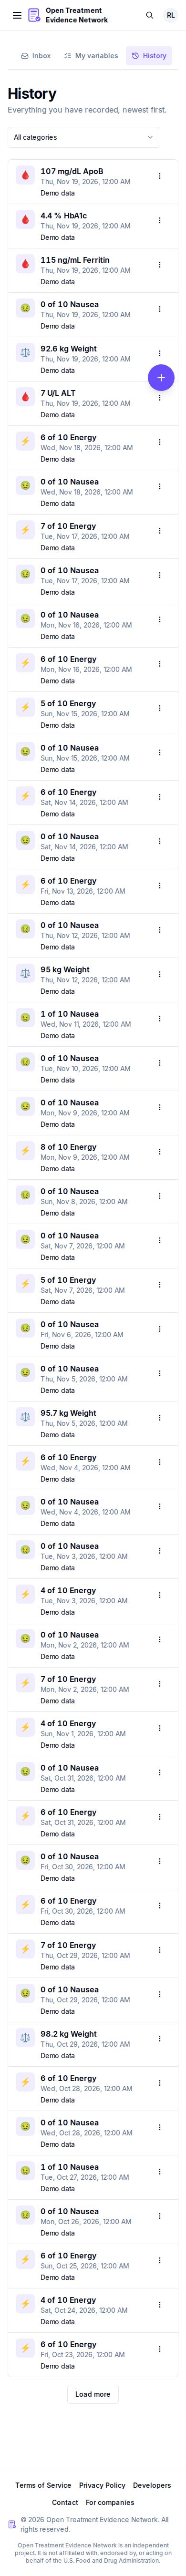 Open Treatment
Evidence Network
RL
Inbox
My variables
History
History
Everything you have recorded, newest first.
All categories
107 mg/dL ApoB
Thu, Nov 19, 2026, 12:00 AM
Demo data
4.4 % HbA1c
Thu, Nov 19, 2026, 12:00 AM
Demo data
115 ng/mL Ferritin
Thu, Nov 19, 2026, 12:00 AM
Demo data
0 of 10 Nausea
Thu, Nov 19, 2026, 12:00 AM
Demo data
92.6 kg Weight
Thu, Nov 19, 2026, 12:00 AM
Demo data
7 U/L ALT
Thu, Nov 19, 2026, 12:00 AM
Demo data
6 of 10 Energy
Wed, Nov 18, 2026, 12:00 AM
Demo data
0 of 10 Nausea
Wed, Nov 18, 2026, 12:00 AM
Demo data
7 of 10 Energy
Tue, Nov 17, 2026, 12:00 AM
Demo data
0 of 10 Nausea
Tue, Nov 17, 2026, 12:00 AM
Demo data
0 of 10 Nausea
Mon, Nov 16, 2026, 12:00 AM
Demo data
6 of 10 Energy
Mon, Nov 16, 2026, 12:00 AM
Demo data
5 of 10 Energy
Sun, Nov 15, 2026, 12:00 AM
Demo data
0 of 10 Nausea
Sun, Nov 15, 2026, 12:00 AM
Demo data
6 of 10 Energy
Sat, Nov 14, 2026, 12:00 AM
Demo data
0 of 10 Nausea
Sat, Nov 14, 2026, 12:00 AM
Demo data
6 of 10 Energy
Fri, Nov 13, 2026, 12:00 AM
Demo data
0 of 10 Nausea
Thu, Nov 12, 2026, 12:00 AM
Demo data
95 kg Weight
Thu, Nov 12, 2026, 12:00 AM
Demo data
1 of 10 Nausea
Wed, Nov 11, 2026, 12:00 AM
Demo data
0 of 10 Nausea
Tue, Nov 10, 2026, 12:00 AM
Demo data
0 of 10 Nausea
Mon, Nov 9, 2026, 12:00 AM
Demo data
8 of 10 Energy
Mon, Nov 9, 2026, 12:00 AM
Demo data
0 of 10 Nausea
Sun, Nov 8, 2026, 12:00 AM
Demo data
0 of 10 Nausea
Sat, Nov 7, 2026, 12:00 AM
Demo data
5 of 10 Energy
Sat, Nov 7, 2026, 12:00 AM
Demo data
0 of 10 Nausea
Fri, Nov 6, 2026, 12:00 AM
Demo data
0 of 10 Nausea
Thu, Nov 5, 2026, 12:00 AM
Demo data
95.7 kg Weight
Thu, Nov 5, 2026, 12:00 AM
Demo data
6 of 10 Energy
Wed, Nov 4, 2026, 12:00 AM
Demo data
0 of 10 Nausea
Wed, Nov 4, 2026, 12:00 AM
Demo data
0 of 10 Nausea
Tue, Nov 3, 2026, 12:00 AM
Demo data
4 of 10 Energy
Tue, Nov 3, 2026, 12:00 AM
Demo data
0 of 10 Nausea
Mon, Nov 2, 2026, 12:00 AM
Demo data
7 of 10 Energy
Mon, Nov 2, 2026, 12:00 AM
Demo data
4 of 10 Energy
Sun, Nov 1, 2026, 12:00 AM
Demo data
0 of 10 Nausea
Sat, Oct 31, 2026, 12:00 AM
Demo data
6 of 10 Energy
Sat, Oct 31, 2026, 12:00 AM
Demo data
0 of 10 Nausea
Fri, Oct 30, 2026, 12:00 AM
Demo data
6 of 10 Energy
Fri, Oct 30, 2026, 12:00 AM
Demo data
7 of 10 Energy
Thu, Oct 29, 2026, 12:00 AM
Demo data
0 of 10 Nausea
Thu, Oct 29, 2026, 12:00 AM
Demo data
98.2 kg Weight
Thu, Oct 29, 2026, 12:00 AM
Demo data
6 of 10 Energy
Wed, Oct 28, 2026, 12:00 AM
Demo data
0 of 10 Nausea
Wed, Oct 28, 2026, 12:00 AM
Demo data
1 of 10 Nausea
Tue, Oct 27, 2026, 12:00 AM
Demo data
0 of 10 Nausea
Mon, Oct 26, 2026, 12:00 AM
Demo data
6 of 10 Energy
Sun, Oct 25, 2026, 12:00 AM
Demo data
4 of 10 Energy
Sat, Oct 24, 2026, 12:00 AM
Demo data
6 of 10 Energy
Fri, Oct 23, 2026, 12:00 AM
Demo data
Load more
Terms of Service
Privacy Policy
Developers
Contact
For companies
© 2026 Open Treatment Evidence Network. All
rights reserved.
Open Treatment Evidence Network is an independent
project. It is not affiliated with, endorsed by, or acting on
behalf of the U.S. Food and Drug Administration.